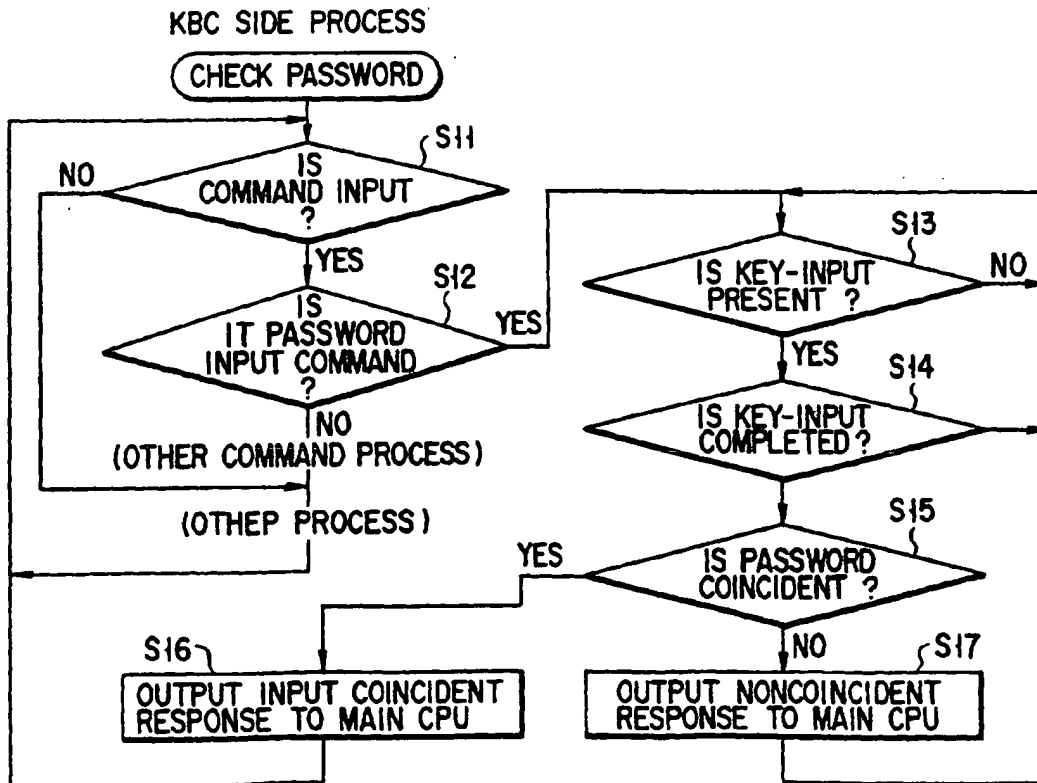 KBC SIDE PROCESS
CHECK PASSWORD
S11
IS
COMMAND INPUT
?
NO
YES
S12
IS
IT PASSWORD
INPUT COMMAND
?
YES
NO
(OTHER COMMAND PROCESS)
(OTHEP PROCESS)
S13
IS KEY-INPUT
PRESENT ?
NO
YES
S14
IS KEY-INPUT
COMPLETED?
S15
IS PASSWORD
COINCIDENT ?
YES
NO
S16
OUTPUT INPUT COINCIDENT
RESPONSE TO MAIN CPU
S17
OUTPUT NONCOINCIDENT
RESPONSE TO MAIN CPU